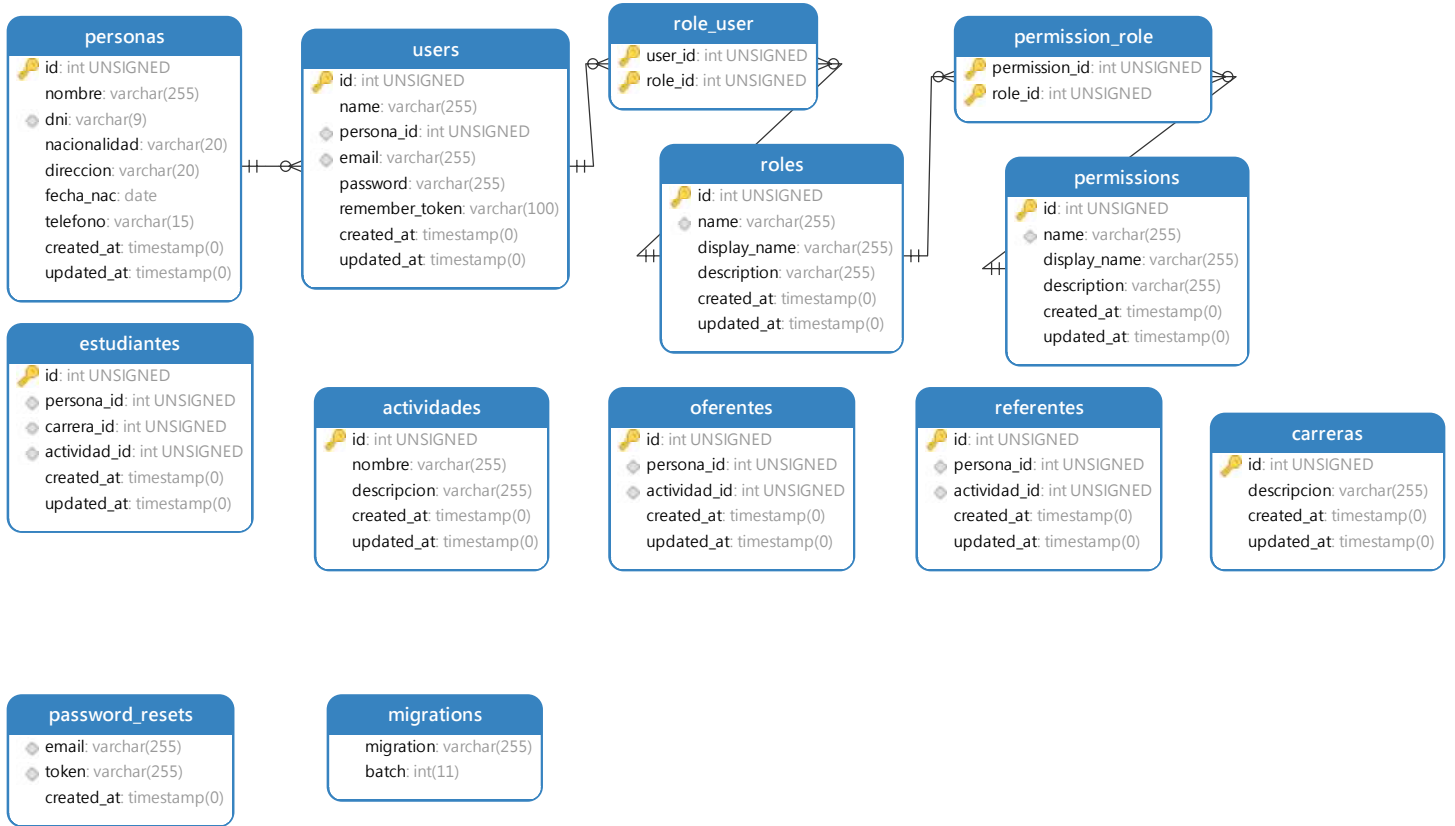 personas
id: int UNSIGNED
nombre: varchar(255)
dni: varchar(9)
nacionalidad: varchar(20)
direccion: varchar(20)
fecha_nac: date
telefono: varchar(15)
created_at: timestamp(0)
updated_at: timestamp(0)
users
id: int UNSIGNED
name: varchar(255)
persona_id: int UNSIGNED
email: varchar(255)
password: varchar(255)
remember_token: varchar(100)
created_at: timestamp(0)
updated_at: timestamp(0)
role_user
user_id: int UNSIGNED
role_id: int UNSIGNED
permission_role
permission_id: int UNSIGNED
role_id: int UNSIGNED
roles
id: int UNSIGNED
name: varchar(255)
display_name: varchar(255)
description: varchar(255)
created_at: timestamp(0)
updated_at: timestamp(0)
permissions
id: int UNSIGNED
name: varchar(255)
display_name: varchar(255)
description: varchar(255)
created_at: timestamp(0)
updated_at: timestamp(0)
estudiantes
id: int UNSIGNED
persona_id: int UNSIGNED
carrera_id: int UNSIGNED
actividad_id: int UNSIGNED
created_at: timestamp(0)
updated_at: timestamp(0)
actividades
id: int UNSIGNED
nombre: varchar(255)
descripcion: varchar(255)
created_at: timestamp(0)
updated_at: timestamp(0)
oferentes
id: int UNSIGNED
persona_id: int UNSIGNED
actividad_id: int UNSIGNED
created_at: timestamp(0)
updated_at: timestamp(0)
referentes
id: int UNSIGNED
persona_id: int UNSIGNED
actividad_id: int UNSIGNED
created_at: timestamp(0)
updated_at: timestamp(0)
carreras
id: int UNSIGNED
descripcion: varchar(255)
created_at: timestamp(0)
updated_at: timestamp(0)
password_resets
email: varchar(255)
token: varchar(255)
created_at: timestamp(0)
migrations
migration: varchar(255)
batch: int(11)